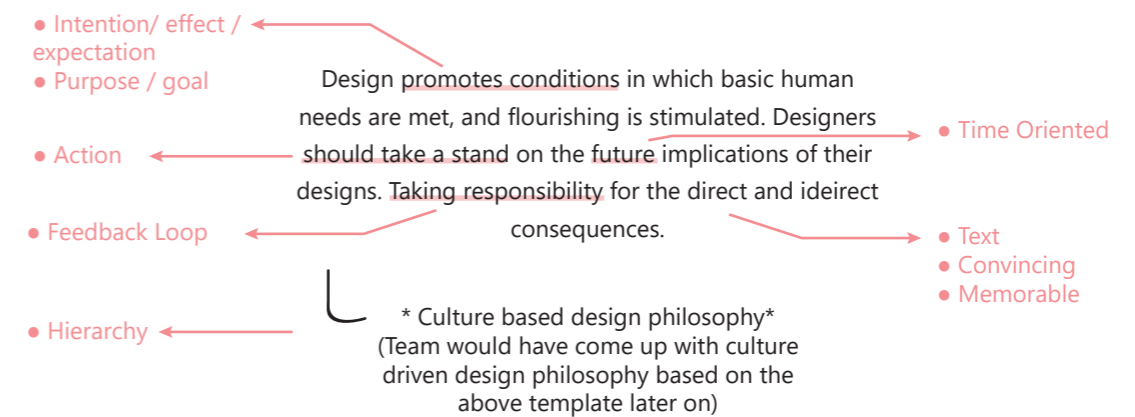 ● Intention/ effect /
expectation
● Purpose / goal
Design promotes conditions in which basic human
needs are met, and flourishing is stimulated. Designers
should take a stand on the future implications of their
designs. Taking responsibility for the direct and ideirect
consequences.
● Time Oriented
● Action
● Feedback Loop
● Text
● Convincing
● Memorable
● Hierarchy
* Culture based design philosophy*
(Team would have come up with culture
driven design philosophy based on the
above template later on)